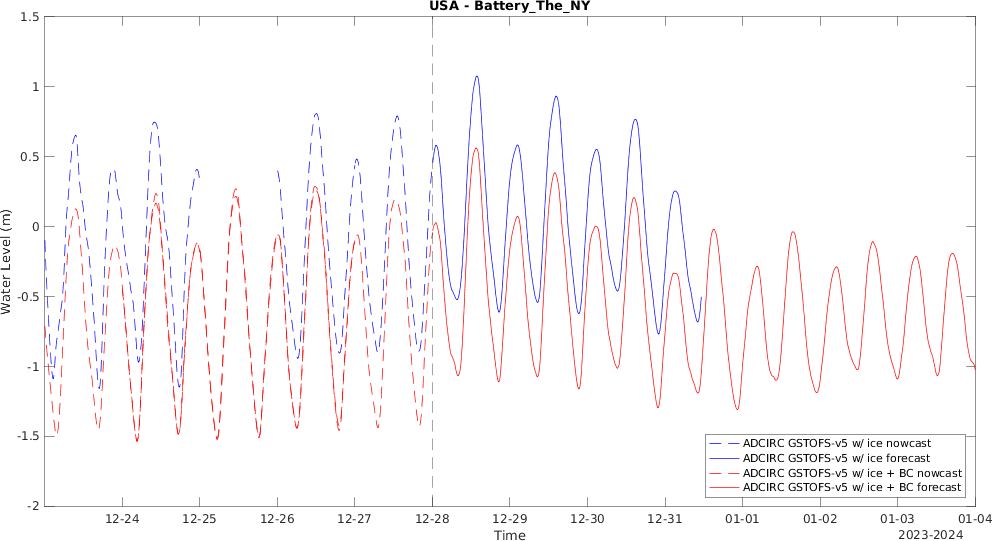 USA - Battery_The_NY
1.5
1
0.5
0
-0.5
-1
-1.5
-2
Water Level (m)
ADCIRC GSTOFS-v5 w/ ice nowcast
ADCIRC GSTOFS-v5 w/ ice forecast
ADCIRC GSTOFS-v5 w/ ice + BC nowcast
ADCIRC GSTOFS-v5 w/ ice + BC forecast
12-24 12-25 12-26 12-27 12-28 12-29 12-30 12-31 01-01 01-02 01-03 01-04
Time
2023-2024